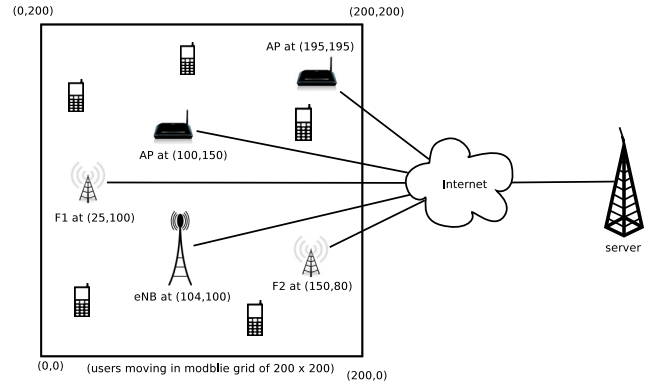 (0,200)
(200,200)
AP at (195,195)
AP at (100,150)
Internet
F1 at (25,100)
server
F2 at (150,80)
eNB at (104,100)
(0,0)
(users moving in modblie grid of 200 x 200)
(200,0)